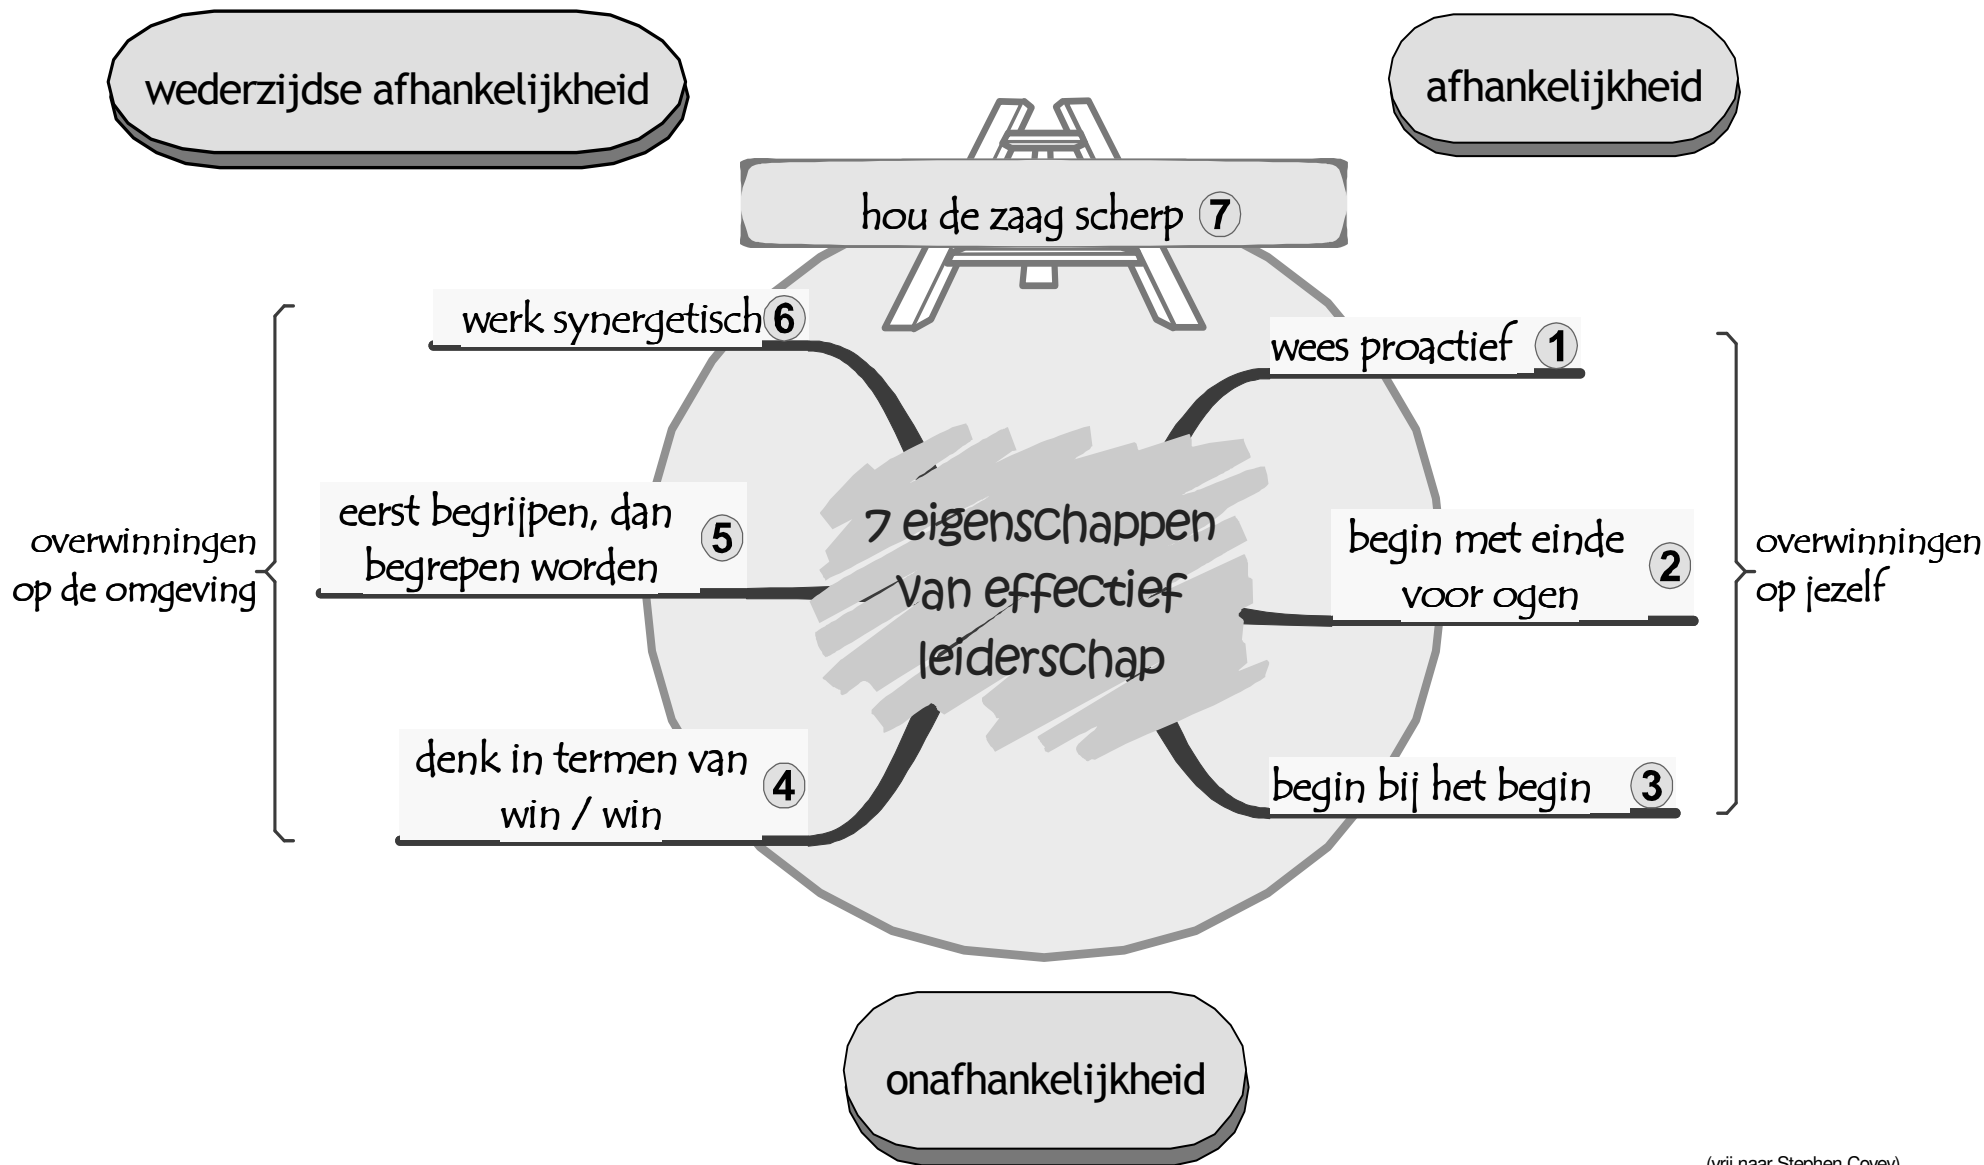 wederzijdse afhankelijkheid
afhankelijkheid
hou de zaag scherp 7
werk synergetisch 6
wees proactief 1
eerst begrijpen, dan
begrepen worden
5
overwinningen
op de omgeving
7 eigenschappen
van effectief
leiderschap
begin met einde
voor ogen
2
overwinningen
op jezelf
denk in termen van
win / win
4
begin bij het begin 3
onafhankelijkheid
(vrij naar Stephen Covey)